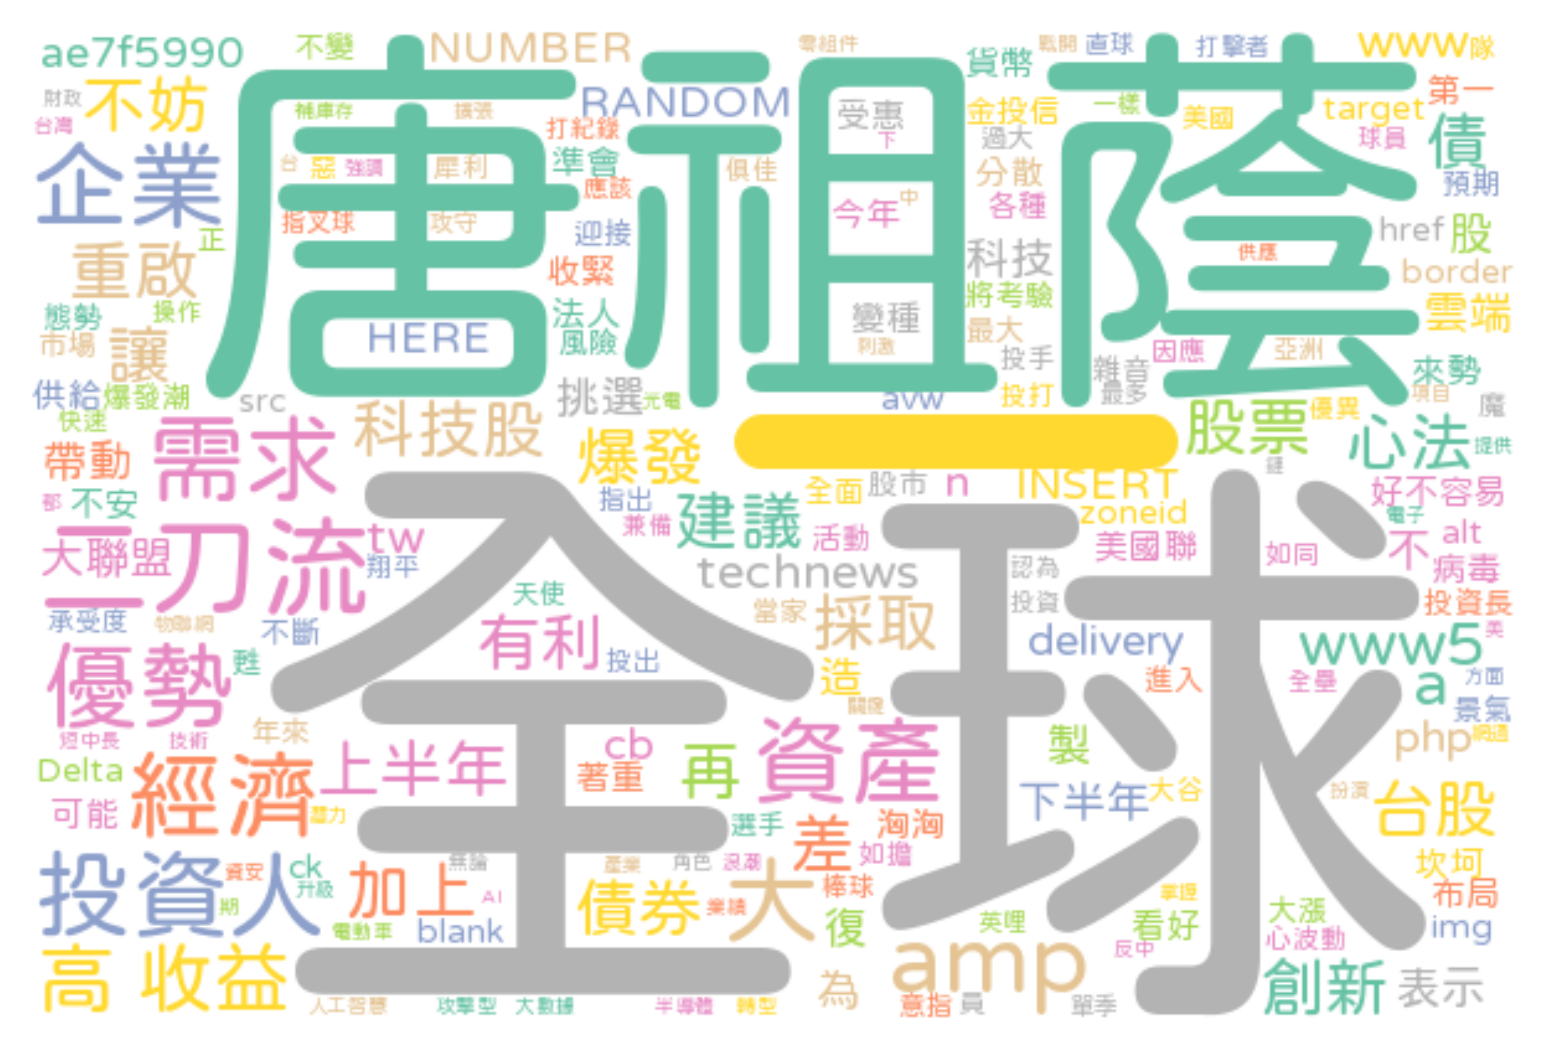 ae7f5990
不變
NUMBER
零組件
戰開
直球
打擊者
www
隊
財政
不妨
補庫存
擴張
RANDOM
受惠
貨幣
金投信
一樣
美國
target
第一
台灣
打紀錄
下
過大
球員
債
唐祖蔭
企業
台
惡
強調
犀利
準會
俱佳
分散
預期
應該
指叉球
攻守
今年
中
各種
正
迎接
href
股
重啟
收緊
科技
供應
border
態勢
操作
HERE
法人
變種
將考驗
雲端
市場
讓
風險
刺激
最大
投手
雜音
因應
亞洲
來勢
供給
爆發潮
src
挑選
元電
avw
投打
最多
項目
魔
快速
科技股
爆發
一
股票
優異
心法
提供
帶動
需求
鏈
都
不安
指出
建議
全面
股市
n
INSERT
好不容易
兼備
zoneid
電子
大聯盟
二刀流
tw
活動
美國聯
如同
不
alt
翔平
technews
認為
病毒
全球
天使
投資
投資長
承受度
物聯網
不斷
當家
採取
有利
delivery
www5
美
優勢
甦
投出
造
進入
全壘
a
方面
關鍵
景氣
短中長
技術
年來
cb
製
php
網通
Delta
經濟
上半年
著重
再
資產
下半年
大谷
扮演
台股
可能
潛力
選手
差
洶洶
如擔
投資人
資安
ck
無論
產業
角色
浪潮
坎坷
升級
加上
AI
債券
業績
大
棒球
掌握
布局
期
電動車
blank
復
英哩
看好
大漲
img
心波動
反中
高
收益
amp
為
創新
表示
人工智慧
攻擊型
大數據
半導體
轉型
意指
員
單季